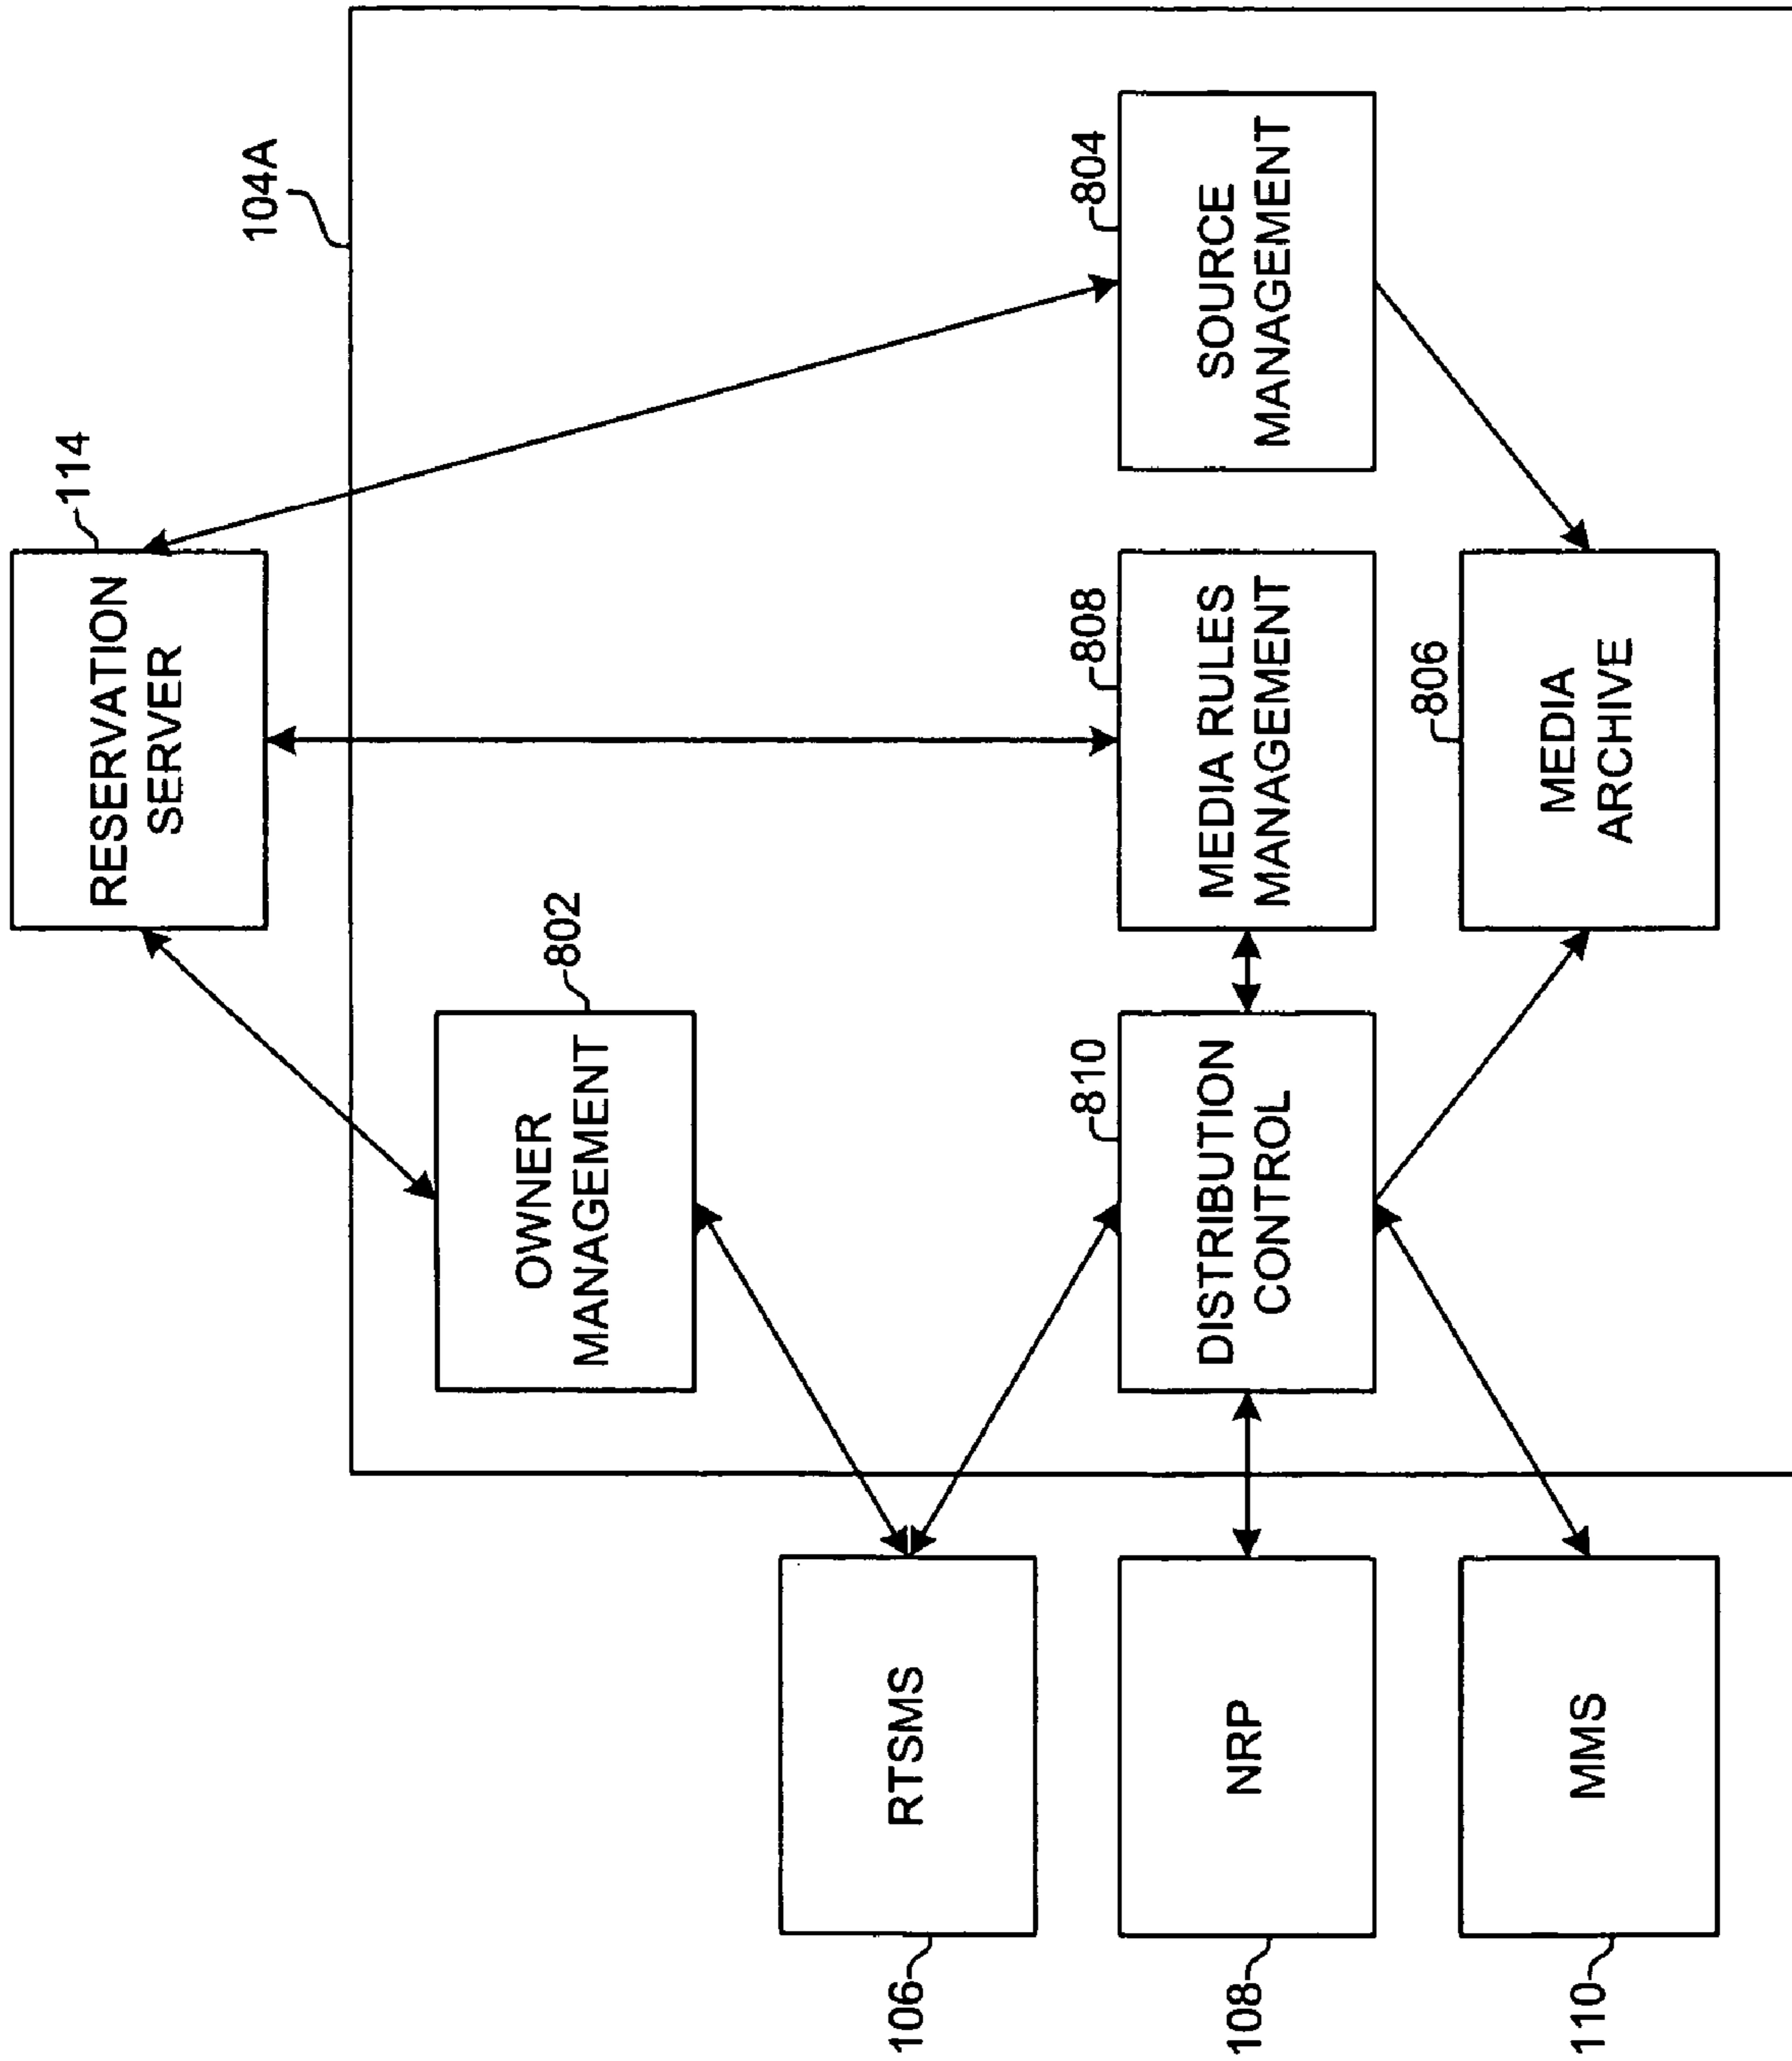 114
RESERVATION
SERVER
104A
802
OWNER
MANAGEMENT
804
SOURCE
MANAGEMENT
808
MEDIA RULES
MANAGEMENT
810
DISTRIBUTION
CONTROL
806
MEDIA
ARCHIVE
106
RTSMS
108
NRP
110
MMS